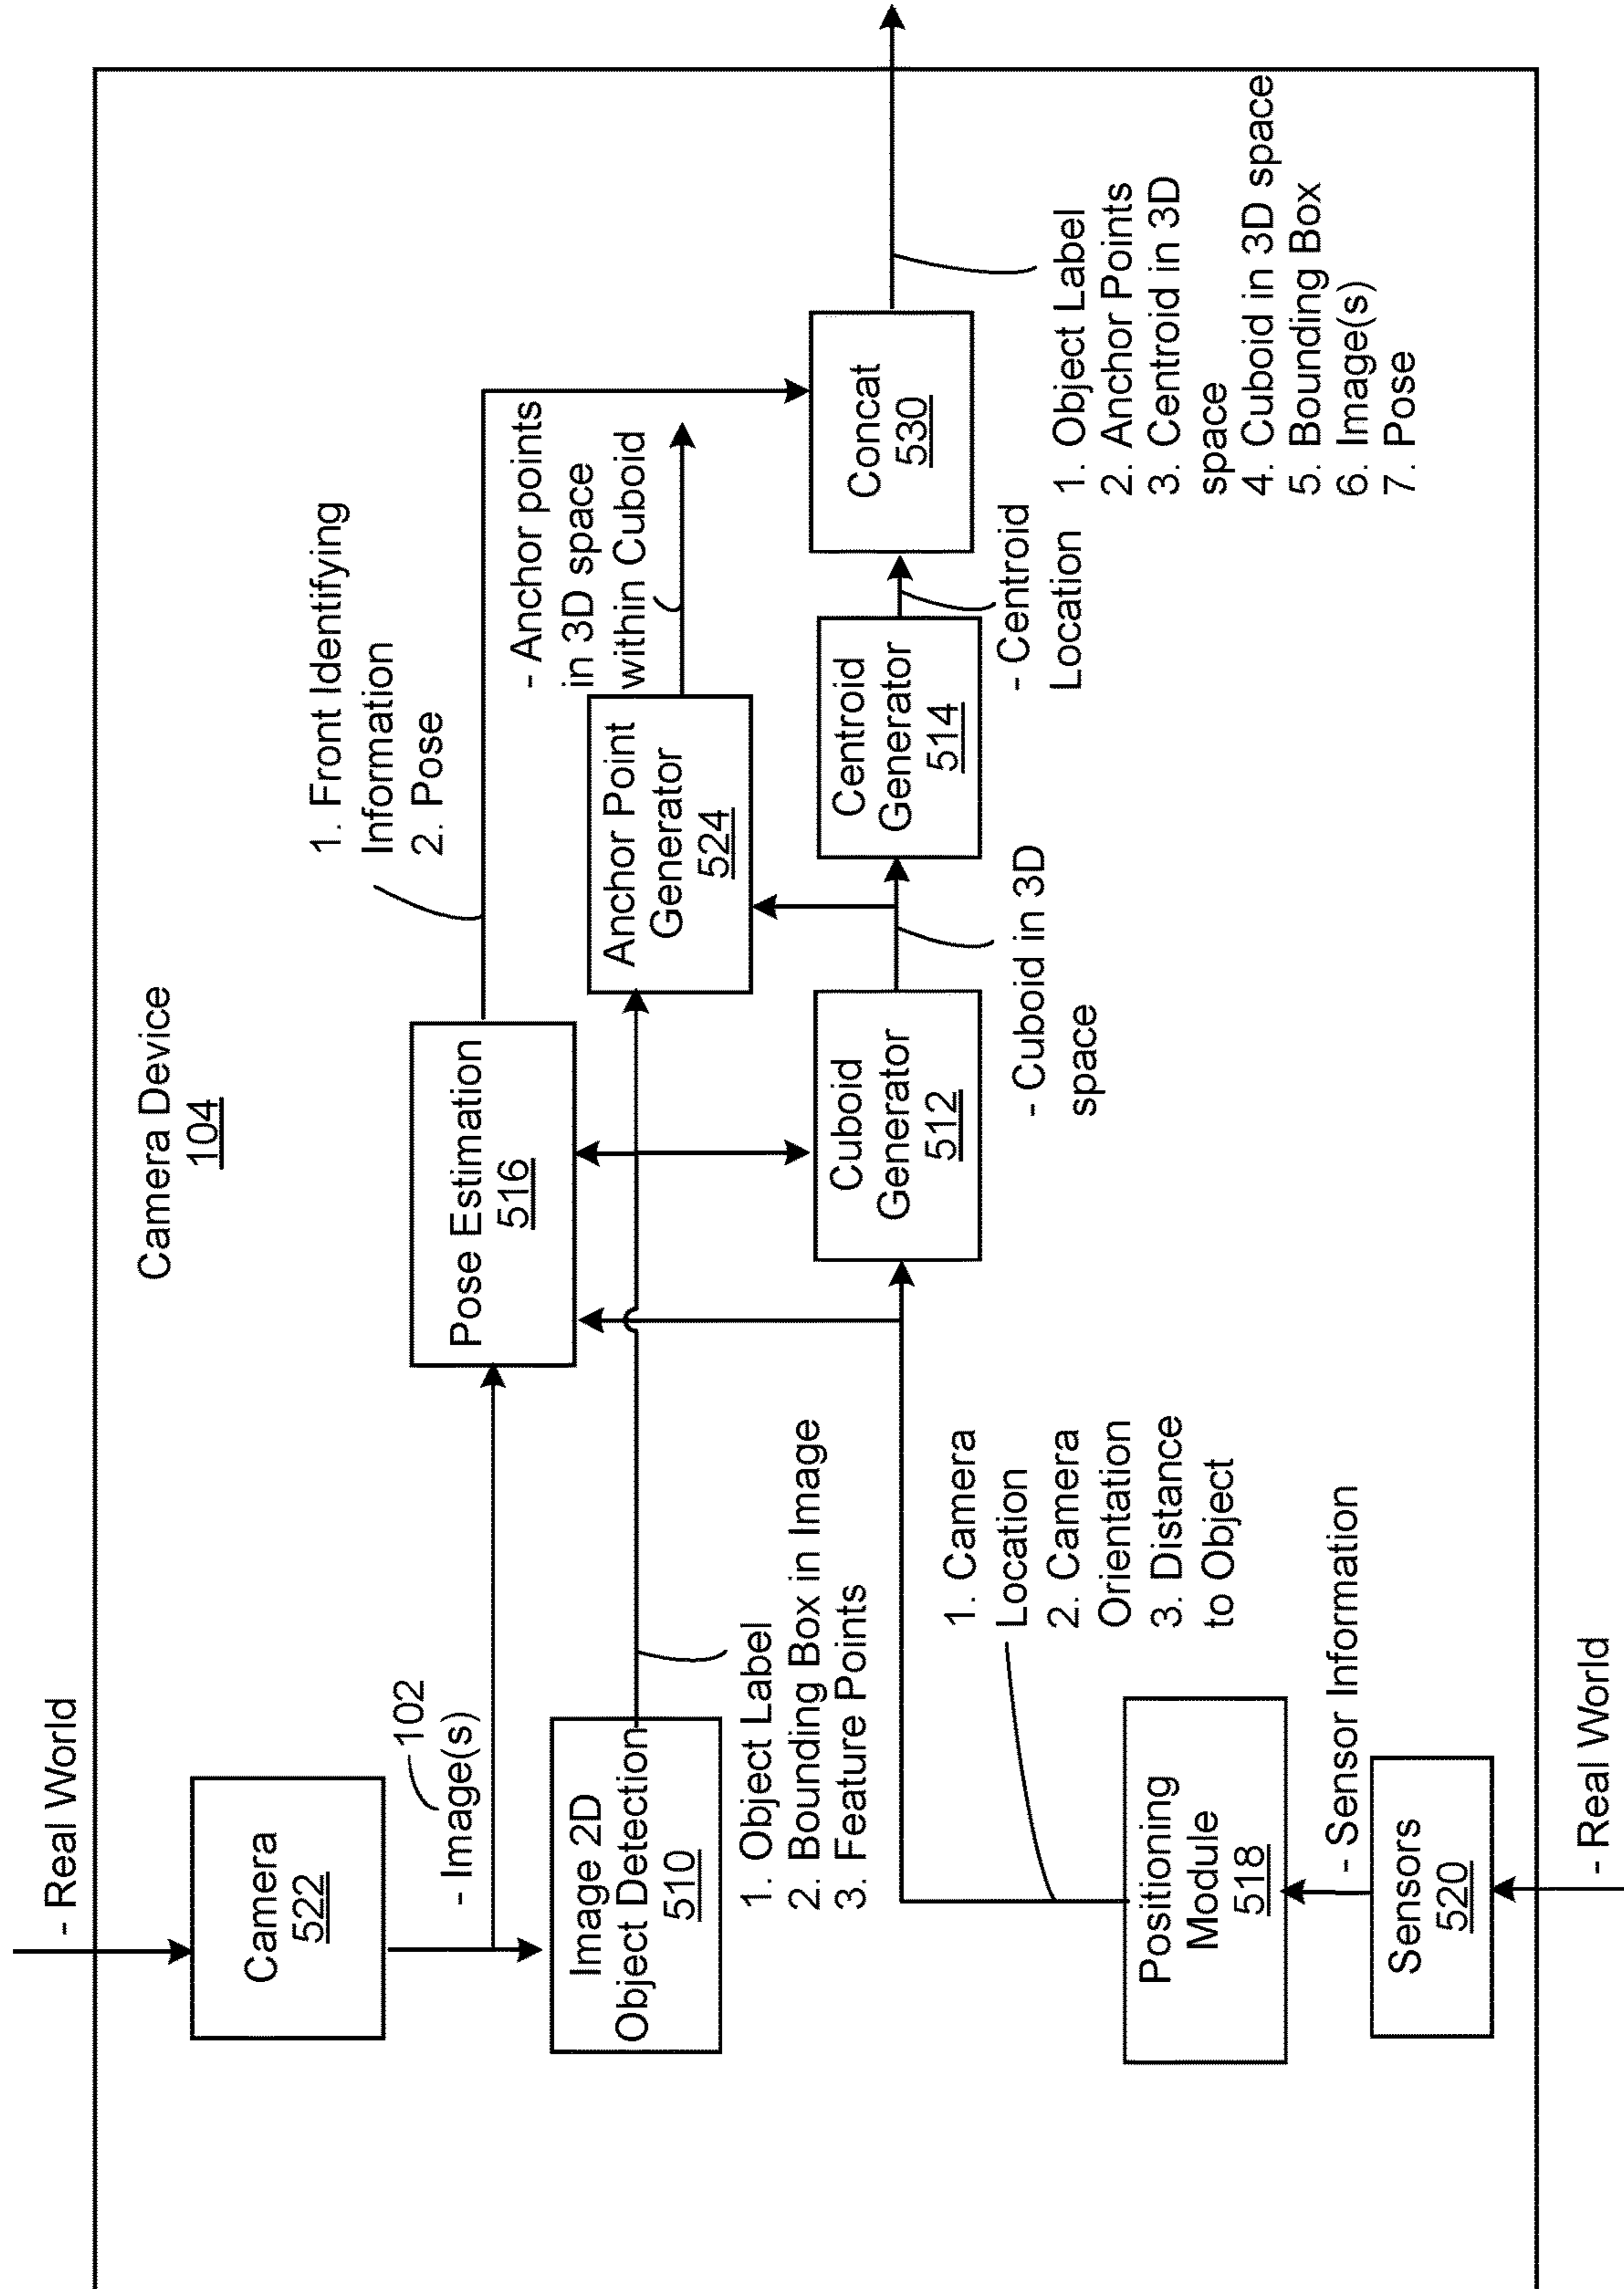 - Real World
Camera Device
104
Camera
522
102
- Image(s)
Image 2D
Object Detection
510
1. Object Label
2. Bounding Box in Image
3. Feature Points
Pose Estimation
516
1. Front Identifying
Information
2. Pose
Anchor Point
Generator
524
- Anchor points
in 3D space
within Cuboid
Cuboid
Generator
512
- Cuboid in 3D
space
Centroid
Generator
514
- Centroid
Location
Concat
530
1. Object Label
2. Anchor Points
3. Centroid in 3D
space
4. Cuboid in 3D space
5. Bounding Box
6. Image(s)
7. Pose
1. Camera
Location
2. Camera
Orientation
3. Distance
to Object
Positioning
Module
518
- Sensor Information
Sensors
520
- Real World